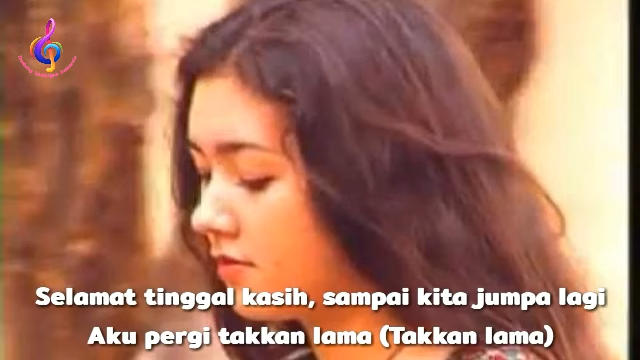 Selamat tinggal kasih, sampai kita jumpa lagi
Aku pergi takkan lama (Takkan lama)